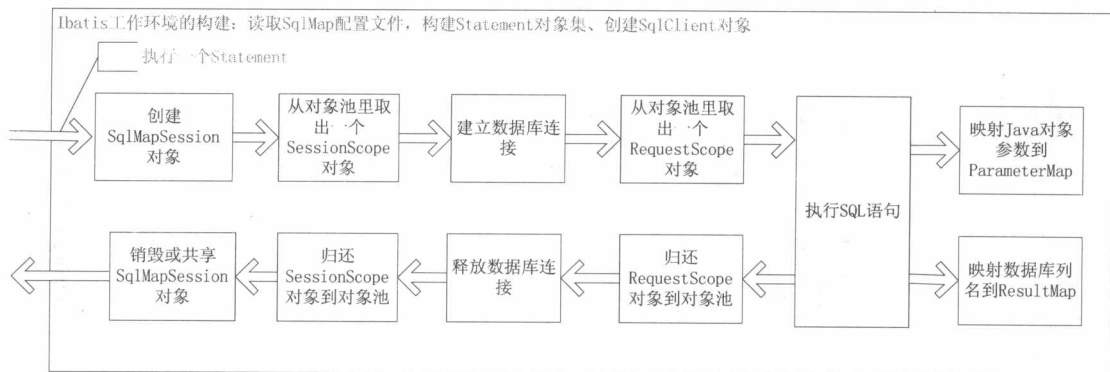 Ibatis工作环境的构建：读取SqlMap配置文件，构建Statement对象集、创建SqlClient对象
执行一个Statement
创建
SqlMapSession
对象
从对象池里取
出一个
SessionScope
对象
建立数据库连
接
从对象池里取
出一个
RequestScope
对象
执行SQL语句
映射Java对象
参数到
ParameterMap
销毁或共享
SqlMapSession
对象
归还
SessionScope
对象到对象池
释放数据库连
接
归还
RequestScope
对象到对象池
映射数据库列
名到ResultMap